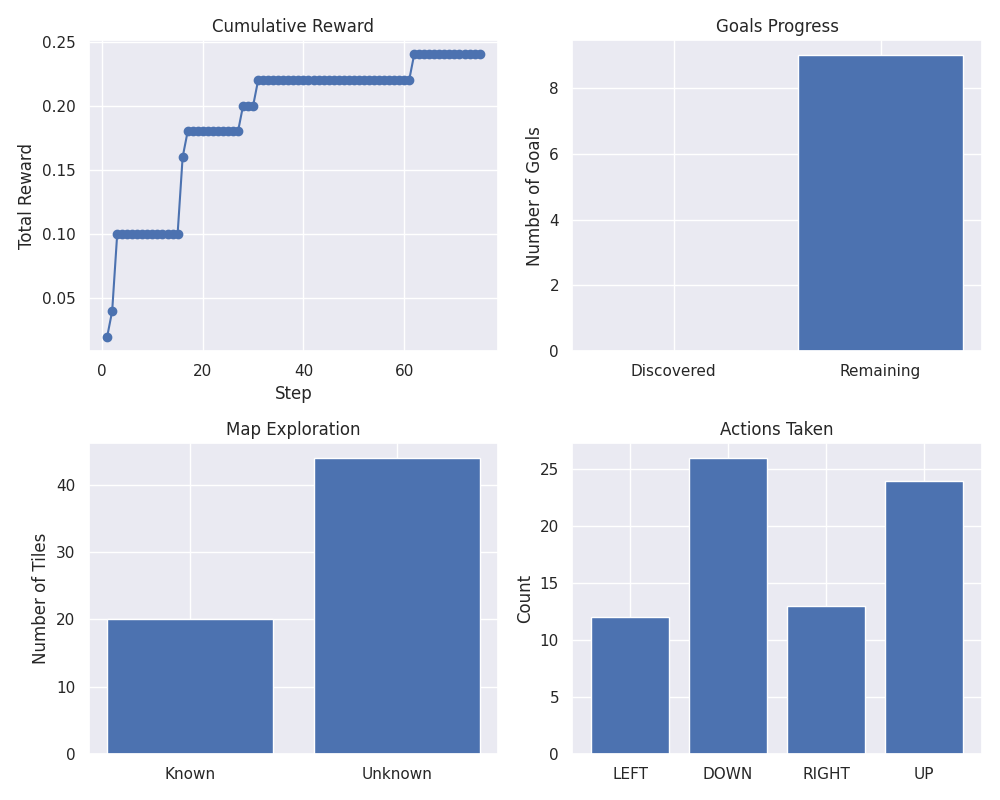 Cumulative Reward
0.25
0.20
0.15
0.10
0.05
Total Reward
0
20
40
60
Step
Goals Progress
8
6
4
2
0
Number of Goals
Discovered
Remaining
Map Exploration
40
30
20
10
0
Number of Tiles
Known
Unknown
Actions Taken
25
20
15
10
5
0
Count
LEFT
DOWN
RIGHT
UP